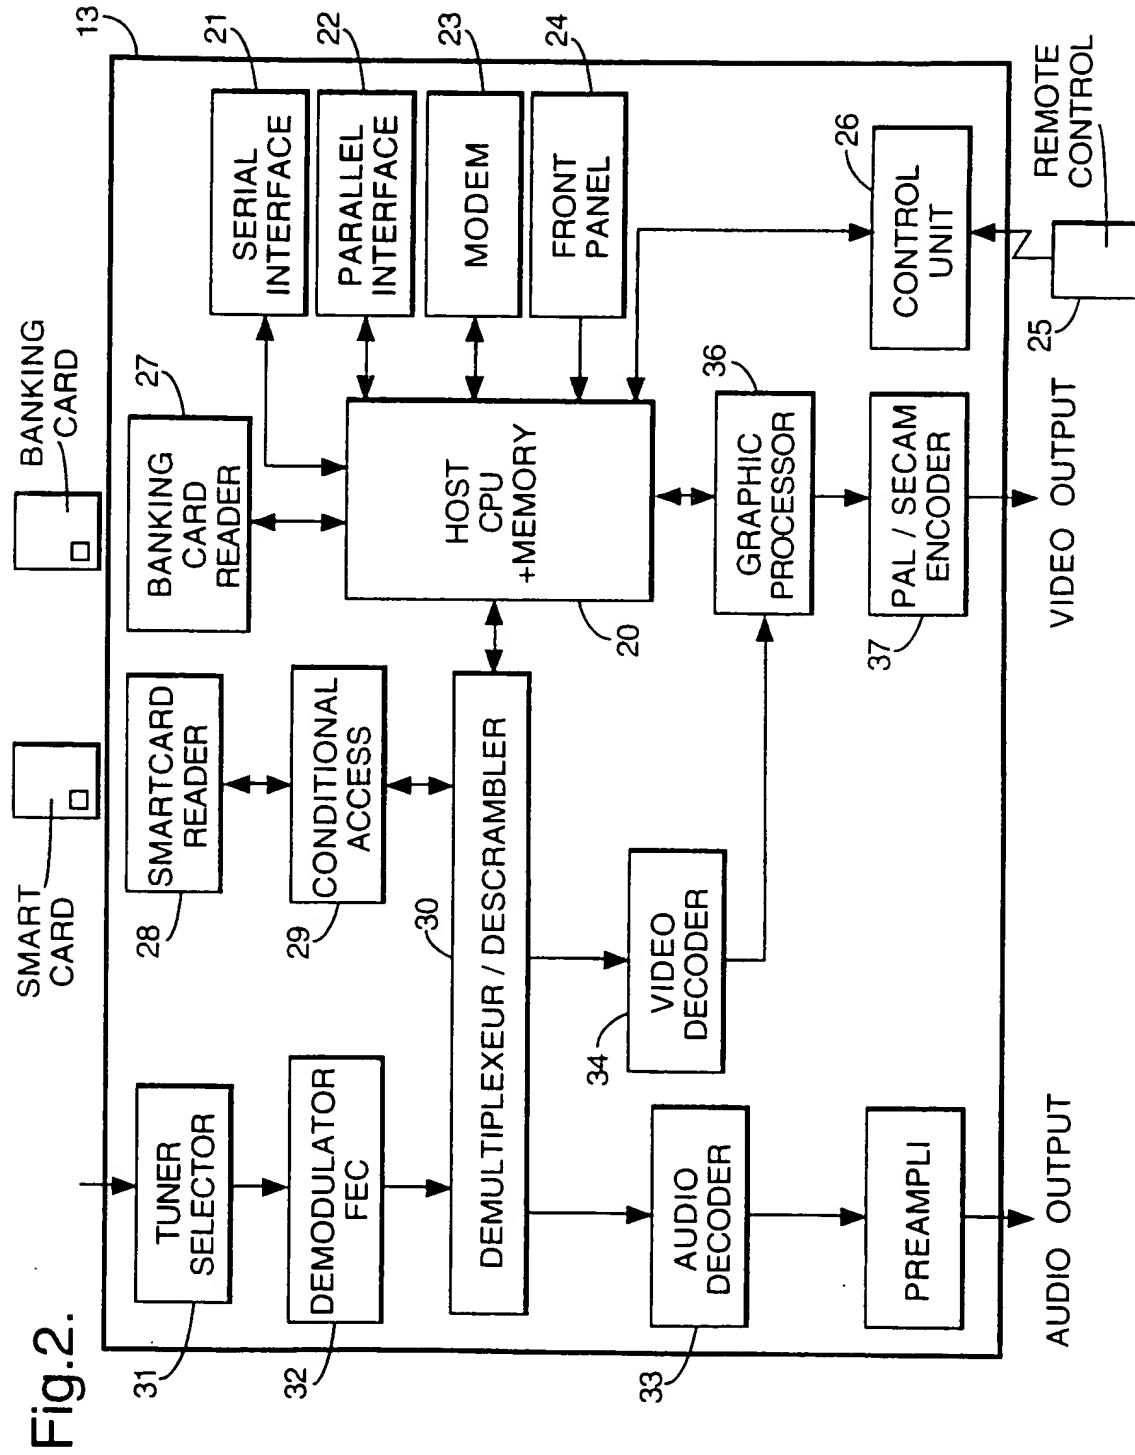 Fig.2.
SMART
CARD
BANKING
CARD
13
31
TUNER
SELECTOR
SMARTCARD
READER
28
BANKING
CARD
READER
27
SERIAL
INTERFACE
21
PARALLEL
INTERFACE
22
MODEM
23
FRONT
PANEL
24
32
DEMODULATOR
FEC
CONDITIONAL
ACCESS
29
HOST
CPU
+MEMORY
20
30
DEMULTIPLEXEUR / DESCRAMBLER
33
AUDIO
DECODER
34
VIDEO
DECODER
GRAPHIC
PROCESSOR
36
CONTROL
UNIT
26
PREAMPLI
PAL / SECAM
ENCODER
37
25
REMOTE
CONTROL
AUDIO OUTPUT
VIDEO OUTPUT